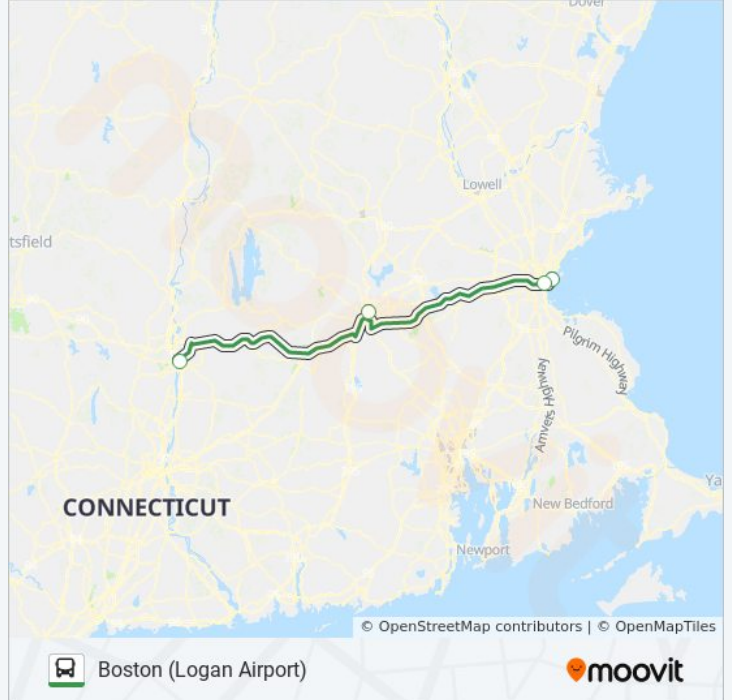 Dover
Lowell
tsfield
Pilgrim Highway
Amvets Highway
CONNECTICUT
New Bedford
Ya
Newport
© OpenStreetMap contributors | © OpenMapTiles
Boston (Logan Airport)
moovit